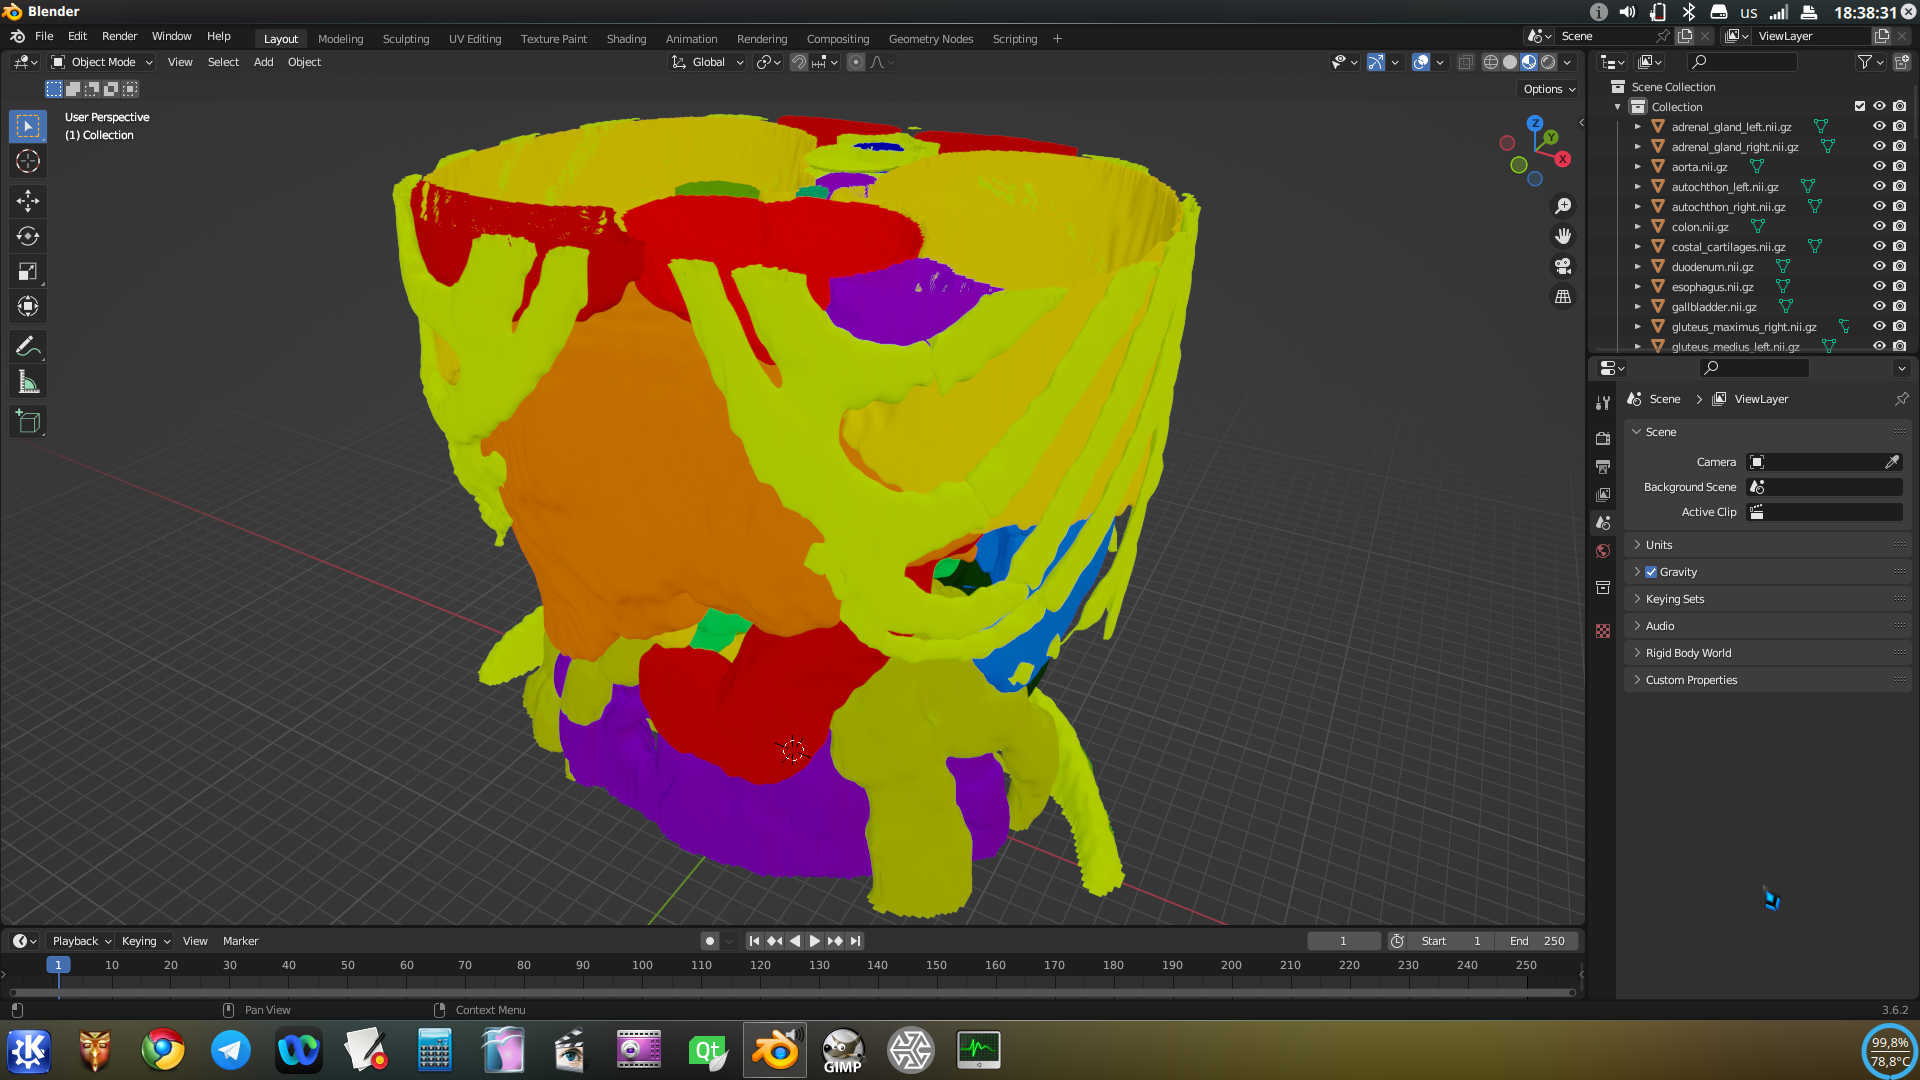 Blender
us
18:38:31
File Edit Render Window Help
Layout Modeling Sculpting UV Editing Texture Paint Shading Animation Rendering Compositing Geometry Nodes Scripting +
Scene
ViewLayer
Object Mode View Select Add Object
Global
Options
User Perspective
(1) Collection
Z
Y
X
Scene Collection
Collection
adrenal_gland_left.nii.gz
adrenal_gland_right.nii.gz
aorta.nii.gz
autochthon_left.nii.gz
autochthon_right.nii.gz
colon.nii.gz
costal_cartilages.nii.gz
duodenum.nii.gz
esophagus.nii.gz
gallbladder.nii.gz
gluteus_maximus_right.nii.gz
gluteus_medius_left.nii.gz
Scene > ViewLayer
Scene
Camera
Background Scene
Active Clip
Units
Gravity
Keying Sets
Audio
Rigid Body World
Custom Properties
Playback Keying View Marker
1
Start 1
End 250
1 10 20 30 40 50 60 70 80 90 100 110 120 130 140 150 160 170 180 190 200 210 220 230 240 250
Pan View
Context Menu
3.6.2
Qt
GIMP
99,8%
78,8°C